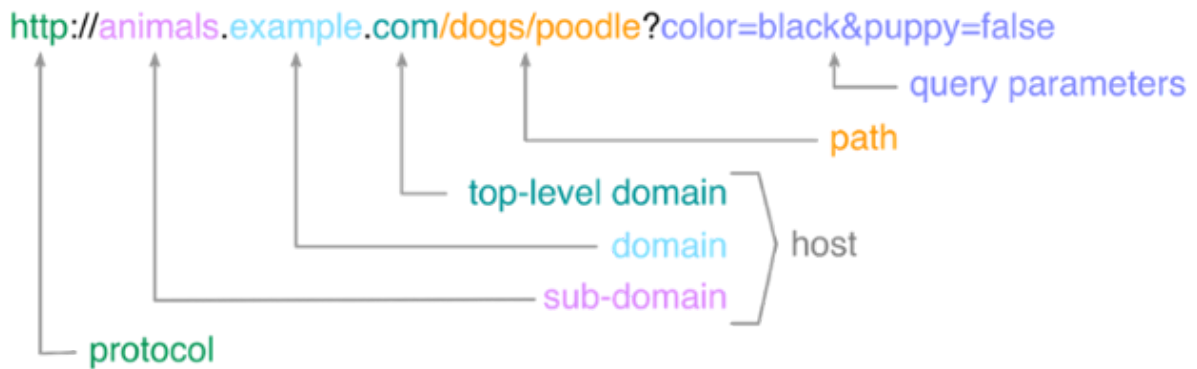 http://animals.example.com/dogs/poodle?color=black&puppy=false
query parameters
path
top-level domain
domain
host
sub-domain
protocol